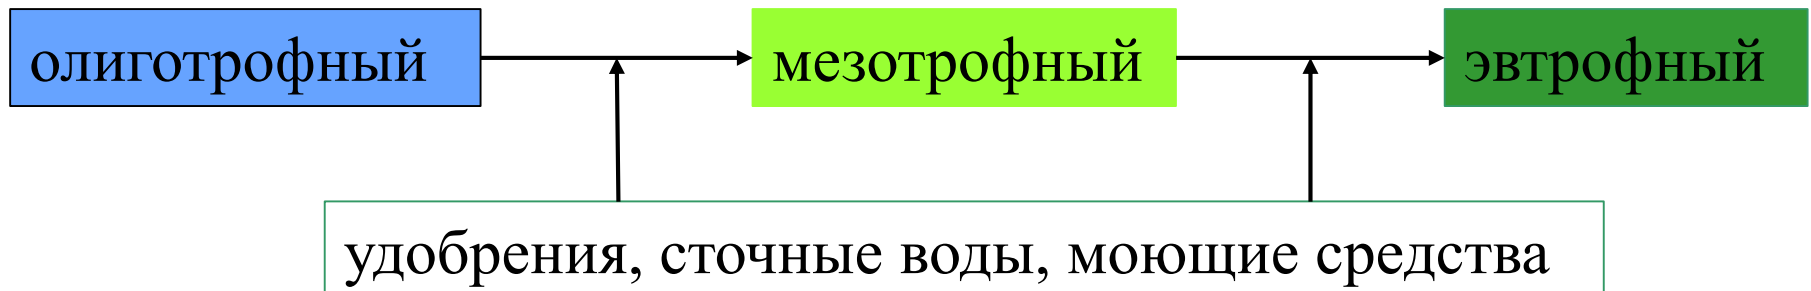 олиготрофный мезотрофный эвтрофный
удобрения, сточные воды, моющие средства